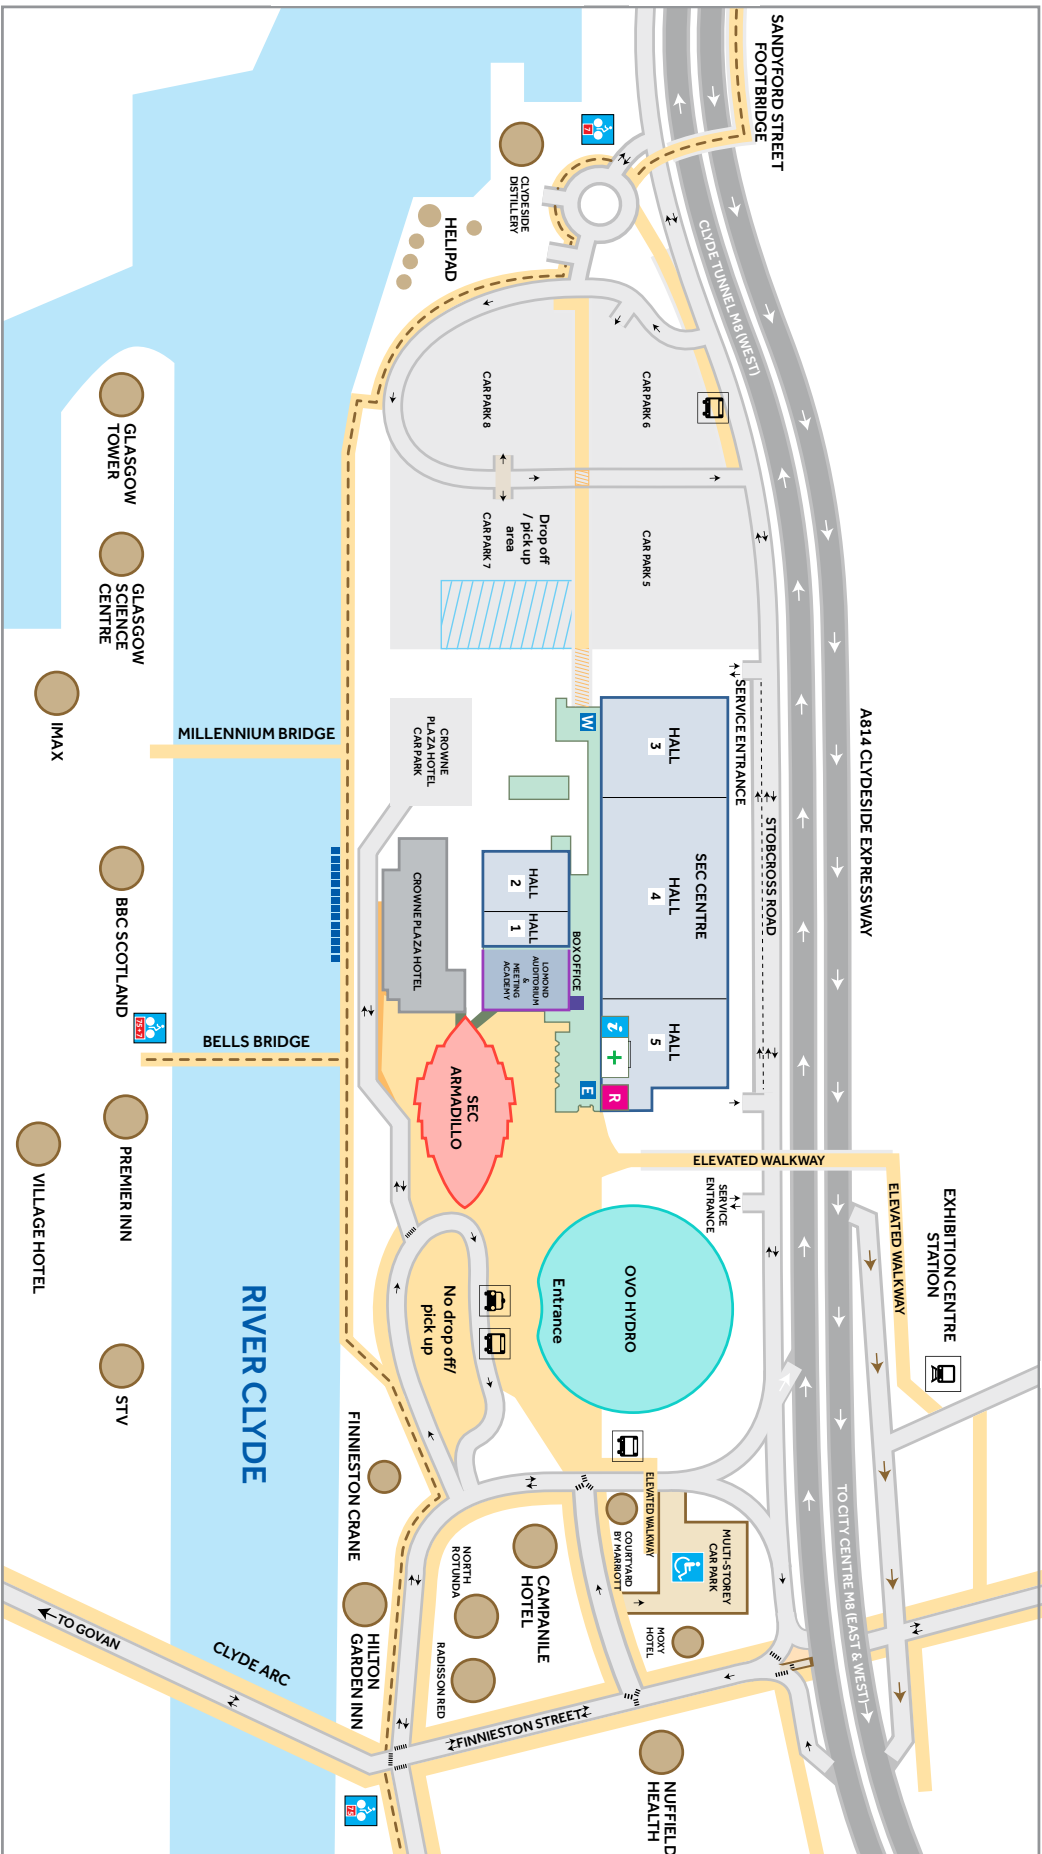 SANDYFORD STREET
FOOTBRIDGE
7
CLYDESIDE
DISTILLERY
HELIPAD
CLYDE TUNNEL M8 (WEST)
CAR PARK 8
CAR PARK 6
GLASGOW
TOWER
GLASGOW
SCIENCE
CENTRE
Drop off
/ pick up
area
CAR PARK 7
CAR PARK 5
IMAX
MILLENNIUM BRIDGE
CROWNE
PLAZA HOTEL
CAR PARK
W
HALL
3
SERVICE ENTRANCE
A814 CLYDESIDE EXPRESSWAY
STOBCROSS ROAD
SEC CENTRE
HALL
4
HALL
2
HALL
1
BOX OFFICE
LOMOND
AUDITORIUM
&
MEETING
ACADEMY
CROWNE PLAZA HOTEL
BBC SCOTLAND
75+7
BELLS BRIDGE
HALL
5
i
+
R
E
SEC
ARMADILLO
PREMIER INN
VILLAGE HOTEL
ELEVATED WALKWAY
ELEVATED WALKWAY
SERVICE
ENTRANCE
EXHIBITION CENTRE
STATION
OVO HYDRO
Entrance
No drop off/
pick up
RIVER CLYDE
STV
FINNIESTON CRANE
ELEVATED WALKWAY
COURTYARD
BY MARRIOTT
MULTI-STOREY
CAR PARK
TO CITY CENTRE M8 (EAST & WEST)
CAMPANILE
HOTEL
NORTH
ROTUNDA
RADISSON RED
MOXY
HOTEL
HILTON
GARDEN INN
CLYDE ARC
TO GOVAN
FINNIESTON STREET
NUFFIELD
HEALTH
75